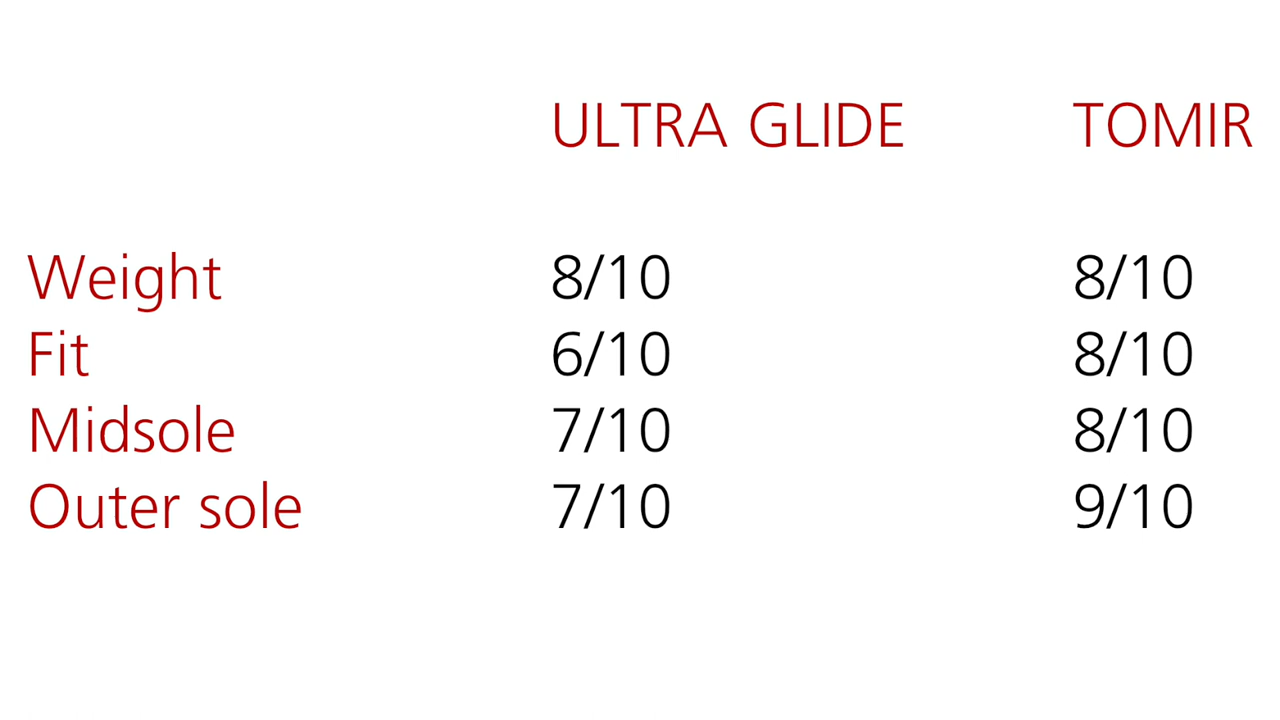 ULTRA GLIDE TOMIR
Weight 8/10 8/10
Fit 6/10 8/10
Midsole 7/10 8/10
Outer sole 7/10 9/10